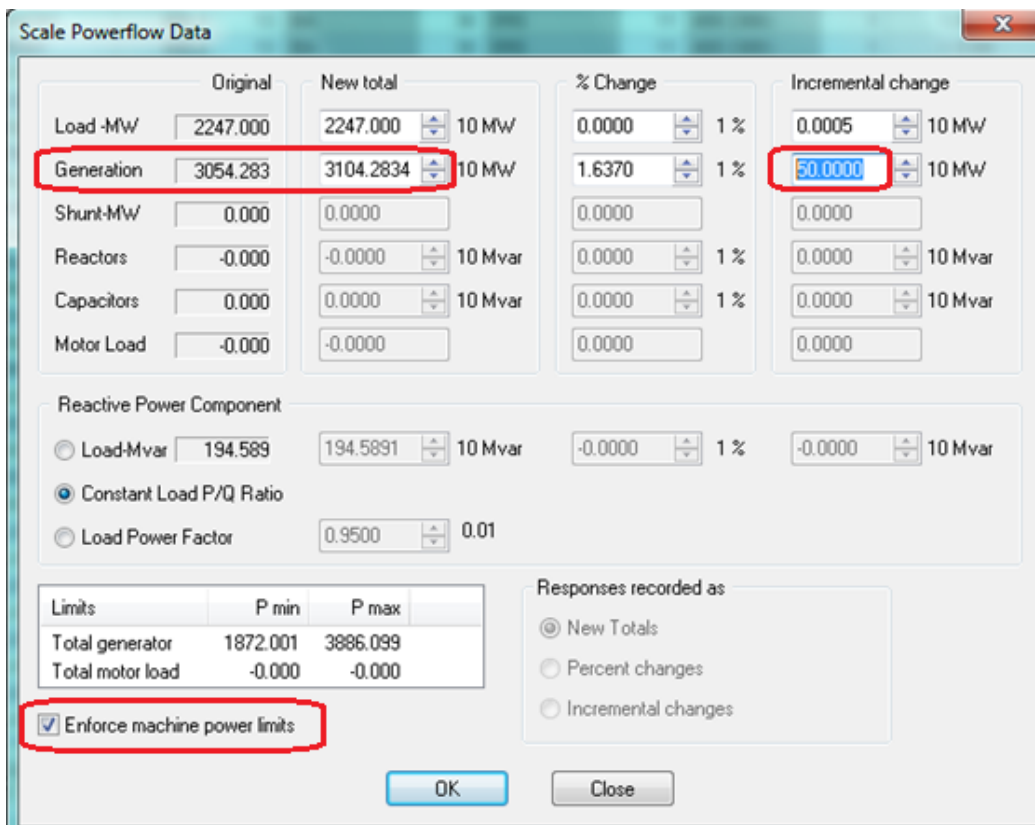 Scale Powerflow Data
Original New total % Change Incremental change
Load -MW 2247.000 2247.000 10 MW 0.0000 1 % 0.0005 10 MW
Generation 3054.283 3104.2834 10 MW 1.6370 1 % 50.0000 10 MW
Shunt-MW 0.000 0.0000 0.0000 0.0000
Reactors -0.000 -0.0000 10 Mvar 0.0000 1 % 0.0000 10 Mvar
Capacitors 0.000 0.0000 10 Mvar 0.0000 1 % 0.0000 10 Mvar
Motor Load -0.000 -0.0000 0.0000 0.0000
Reactive Power Component
Load-Mvar 194.589 194.5891 10 Mvar -0.0000 1 % -0.0000 10 Mvar
Constant Load P/Q Ratio
Load Power Factor 0.9500 0.01
Limits P min P max
Total generator 1872.001 3886.099
Total motor load -0.000 -0.000
Enforce machine power limits
Responses recorded as
New Totals
Percent changes
Incremental changes
OK Close